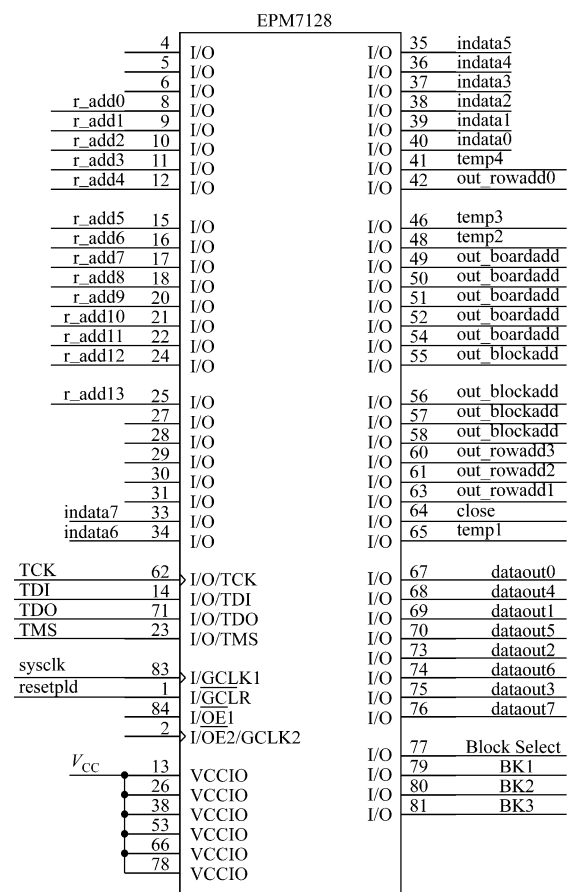 EPM7128
4 I/O
5 I/O
6 I/O
r_add0 8 I/O
r_add1 9 I/O
r_add2 10 I/O
r_add3 11 I/O
r_add4 12 I/O
r_add5 15 I/O
r_add6 16 I/O
r_add7 17 I/O
r_add8 18 I/O
r_add9 20 I/O
r_add10 21 I/O
r_add11 22 I/O
r_add12 24 I/O
r_add13 25 I/O
27 I/O
28 I/O
29 I/O
30 I/O
31 I/O
indata7 33 I/O
indata6 34 I/O
TCK 62 I/O/TCK
TDI 14 I/O/TDI
TDO 71 I/O/TDO
TMS 23 I/O/TMS
sysclk 83 I/GCLK1
resetpld 1 I/GCLR
84 I/OE1
2 I/OE2/GCLK2
VCC 13 VCCIO
26 VCCIO
38 VCCIO
53 VCCIO
66 VCCIO
78 VCCIO
I/O 35 indata5
I/O 36 indata4
I/O 37 indata3
I/O 38 indata2
I/O 39 indata1
I/O 40 indata0
I/O 41 temp4
I/O 42 out_rowadd0
I/O 46 temp3
I/O 48 temp2
I/O 49 out_boardadd
I/O 50 out_boardadd
I/O 51 out_boardadd
I/O 52 out_boardadd
I/O 54 out_boardadd
I/O 55 out_blockadd
I/O 56 out_blockadd
I/O 57 out_blockadd
I/O 58 out_blockadd
I/O 60 out_rowadd3
I/O 61 out_rowadd2
I/O 63 out_rowadd1
I/O 64 close
I/O 65 temp1
I/O 67 dataout0
I/O 68 dataout4
I/O 69 dataout1
I/O 70 dataout5
I/O 73 dataout2
I/O 74 dataout6
I/O 75 dataout3
I/O 76 dataout7
I/O 77 Block Select
I/O 79 BK1
I/O 80 BK2
I/O 81 BK3